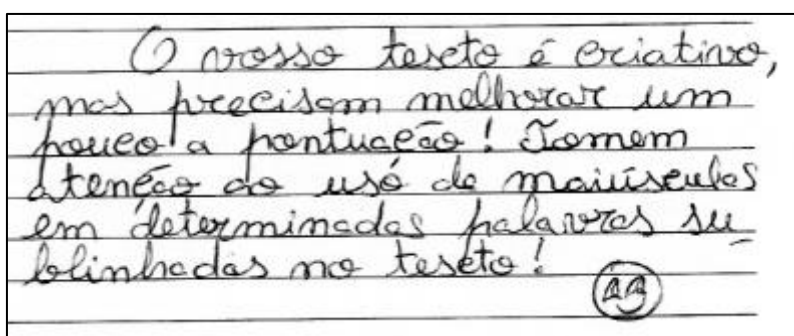 O vosso texto é criativo,
mas precisam melhorar um
pouco a pontuação! Tomem
atenção ao uso de maiúsculas
em determinadas palavras su
blinhadas no texto!